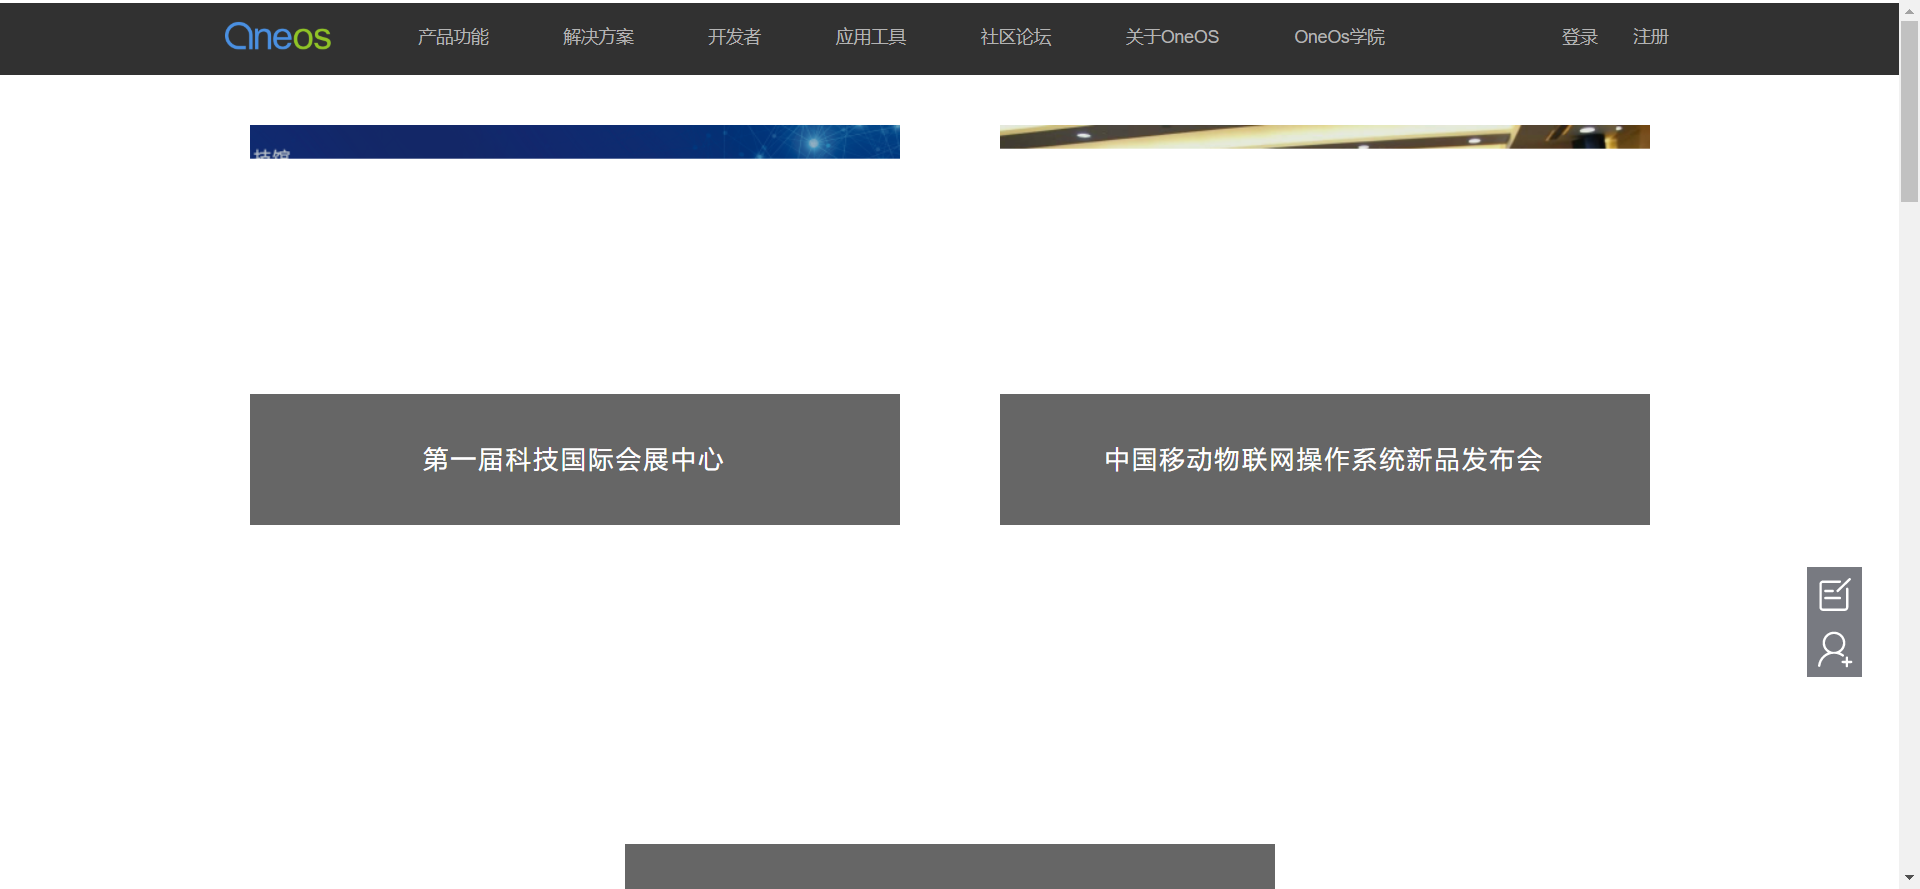 Oneos
产品功能
解决方案
开发者
应用工具
社区论坛
关于OneOS
OneOs学院
登录
注册
第一届科技国际会展中心
中国移动物联网操作系统新品发布会